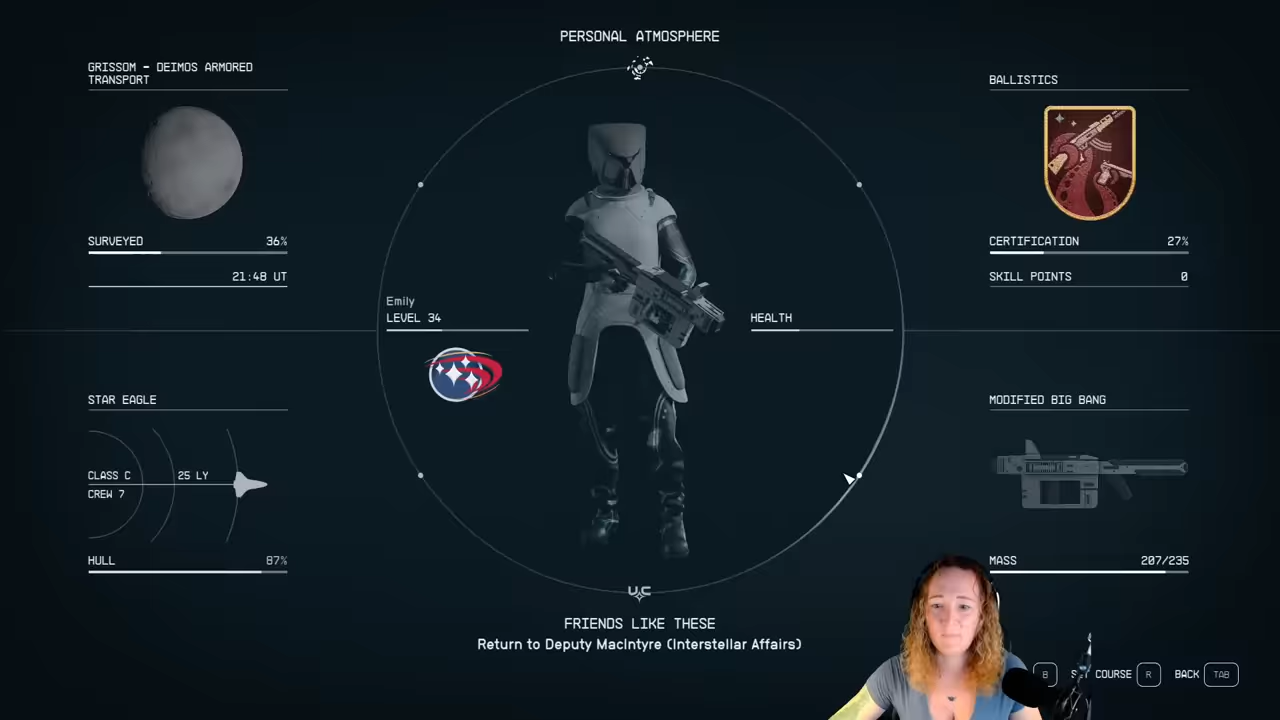 PERSONAL ATMOSPHERE
GRISSOM - DEIMOS ARMORED
TRANSPORT
SURVEYED 36%
21:48 UT
BALLISTICS
CERTIFICATION 27%
SKILL POINTS 0
Emily
LEVEL 34
HEALTH
STAR EAGLE
CLASS C 25 LY
CREW 7
HULL 87%
MODIFIED BIG BANG
MASS 207/235
UC
FRIENDS LIKE THESE
Return to Deputy MacIntyre (Interstellar Affairs)
B COURSE R BACK TAB